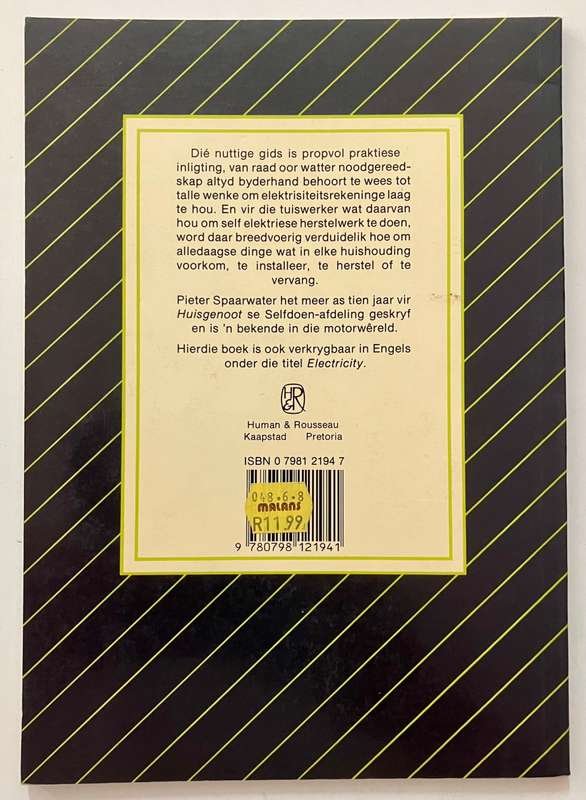 Dié nuttige gids is propvol praktiese
inligting, van raad oor watter noodgereed-
skap altyd byderhand behoort te wees tot
talle wenke om elektrisiteitsrekeninge laag
te hou. En vir die tuiswerker wat daarvan
hou om self elektriese herstelwerk te doen,
word daar breedvoerig verduidelik hoe om
alledaagse dinge wat in elke huishouding
voorkom, te installeer, te herstel of te
vervang.
Pieter Spaarwater het meer as tien jaar vir
Huisgenoot se Selfdoen-afdeling geskryf
en is 'n bekende in die motorwêreld.
Hierdie boek is ook verkrygbaar in Engels
onder die titel Electricity.
H&R
Human & Rousseau
Kaapstad Pretoria
ISBN 0 7981 2194 7
048·6·8
MALANS
R11.99
9 780798 121941